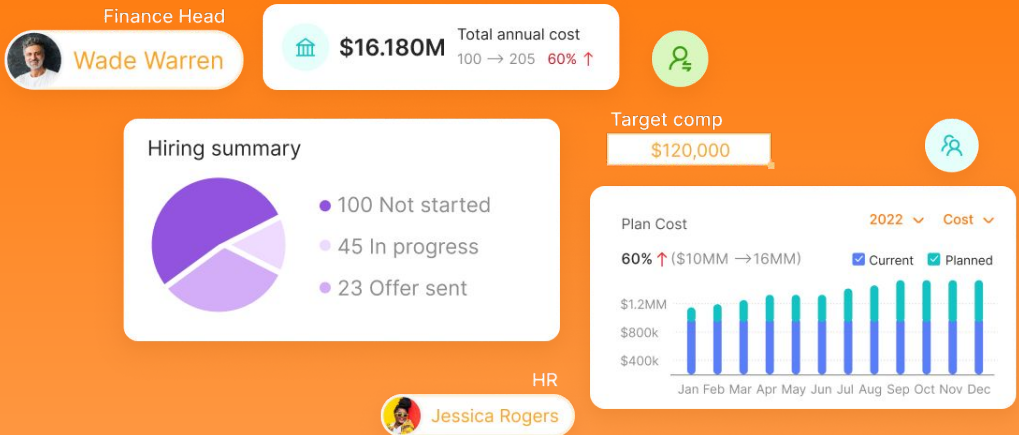 Finance Head
Wade Warren
$16.180M
Total annual cost
100 → 205 60% ↑
Target comp
$120,000
Hiring summary
100 Not started
45 In progress
23 Offer sent
Plan Cost
2022
Cost
60% ↑ ($10MM →16MM)
Current
Planned
$1.2MM
$800k
$400k
Jan Feb Mar Apr May Jun Jul Aug Sep Oct Nov Dec
HR
Jessica Rogers